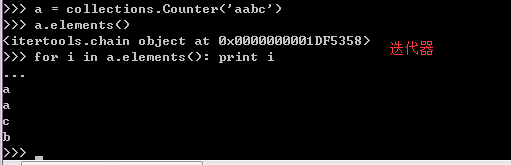 >>> a = collections.Counter('aabc')
>>> a.elements()
<itertools.chain object at 0x0000000001DF5358>
迭代器
>>> for i in a.elements(): print i
...
a
a
c
b
>>>